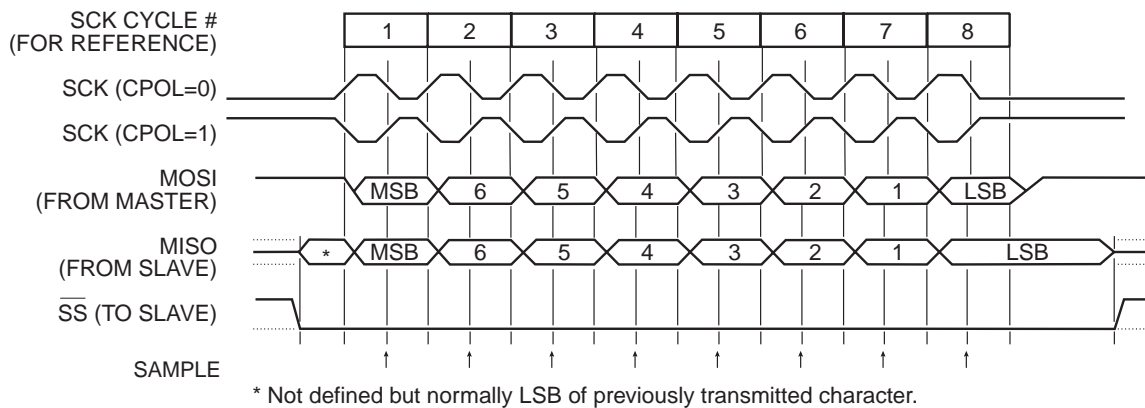 SCK CYCLE #
(FOR REFERENCE)
1 2 3 4 5 6 7 8
SCK (CPOL=0)
SCK (CPOL=1)
MOSI
(FROM MASTER)
MSB 6 5 4 3 2 1 LSB
MISO
(FROM SLAVE)
* MSB 6 5 4 3 2 1 LSB
SS (TO SLAVE)
SAMPLE
* Not defined but normally LSB of previously transmitted character.